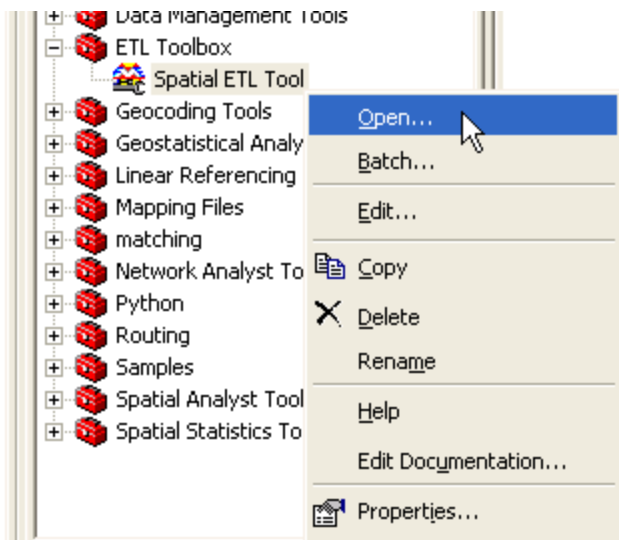 Data Management Tools
ETL Toolbox
Spatial ETL Tool
Geocoding Tools
Geostatistical Analy
Linear Referencing
Mapping Files
matching
Network Analyst To
Python
Routing
Samples
Spatial Analyst Tool
Spatial Statistics To
Open...
Batch...
Edit...
Copy
Delete
Rename
Help
Edit Documentation...
Properties...